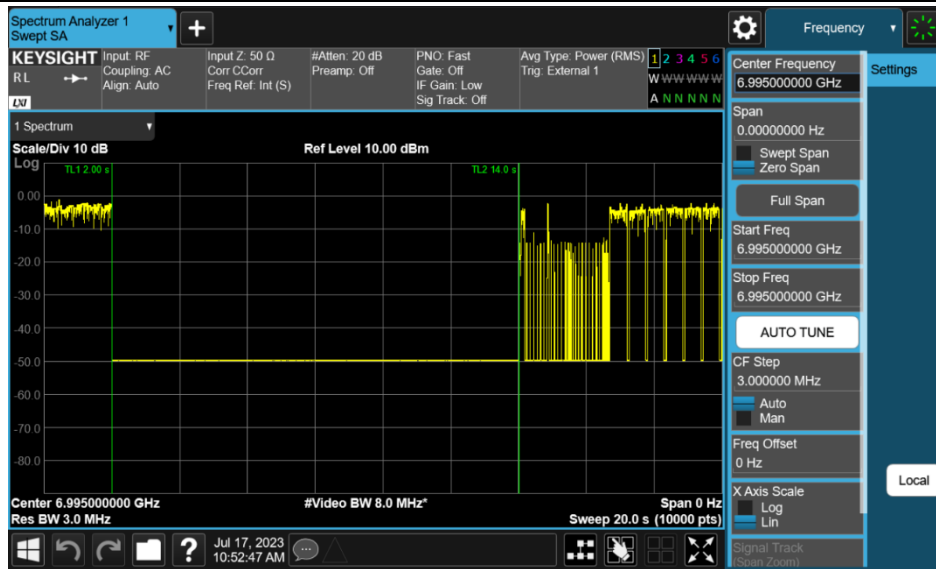 Spectrum Analyzer 1
Swept SA
+
Frequency
KEYSIGHT
RL
LXI
Input: RF
Coupling: AC
Align: Auto
Input Z: 50 Ω
Corr CCorr
Freq Ref: Int (S)
#Atten: 20 dB
Preamp: Off
PNO: Fast
Gate: Off
IF Gain: Low
Sig Track: Off
Avg Type: Power (RMS)
Trig: External 1
1 2 3 4 5 6
W W W W W W
A N N N N N
1 Spectrum
Scale/Div 10 dB
Ref Level 10.00 dBm
Log
TL1 2.00 s
TL2 14.0 s
0.00
-10.0
-20.0
-30.0
-40.0
-50.0
-60.0
-70.0
-80.0
Center 6.995000000 GHz
#Video BW 8.0 MHz*
Span 0 Hz
Res BW 3.0 MHz
Sweep 20.0 s (10000 pts)
?
Jul 17, 2023
10:52:47 AM
Center Frequency
6.995000000 GHz
Settings
Span
0.00000000 Hz
Swept Span
Zero Span
Full Span
Start Freq
6.995000000 GHz
Stop Freq
6.995000000 GHz
AUTO TUNE
CF Step
3.000000 MHz
Auto
Man
Freq Offset
0 Hz
Local
X Axis Scale
Log
Lin
Signal Track
(Span Zoom)